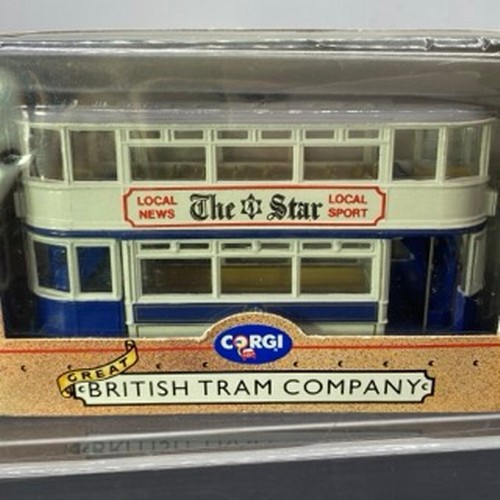 LOCAL NEWS The Star LOCAL SPORT
CORGI
GREAT
BRITISH TRAM COMPANY